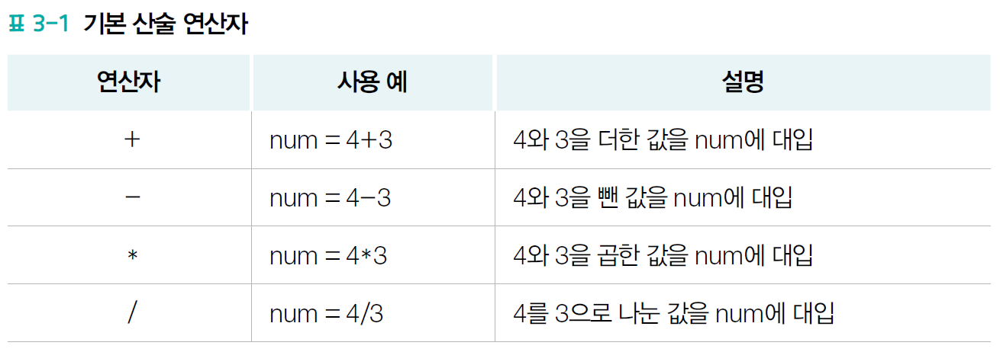 표 3-1 기본 산술 연산자
연산자 사용 예 설명
+ num = 4+3 4와 3을 더한 값을 num에 대입
− num = 4−3 4와 3을 뺀 값을 num에 대입
* num = 4*3 4와 3을 곱한 값을 num에 대입
/ num = 4/3 4를 3으로 나눈 값을 num에 대입